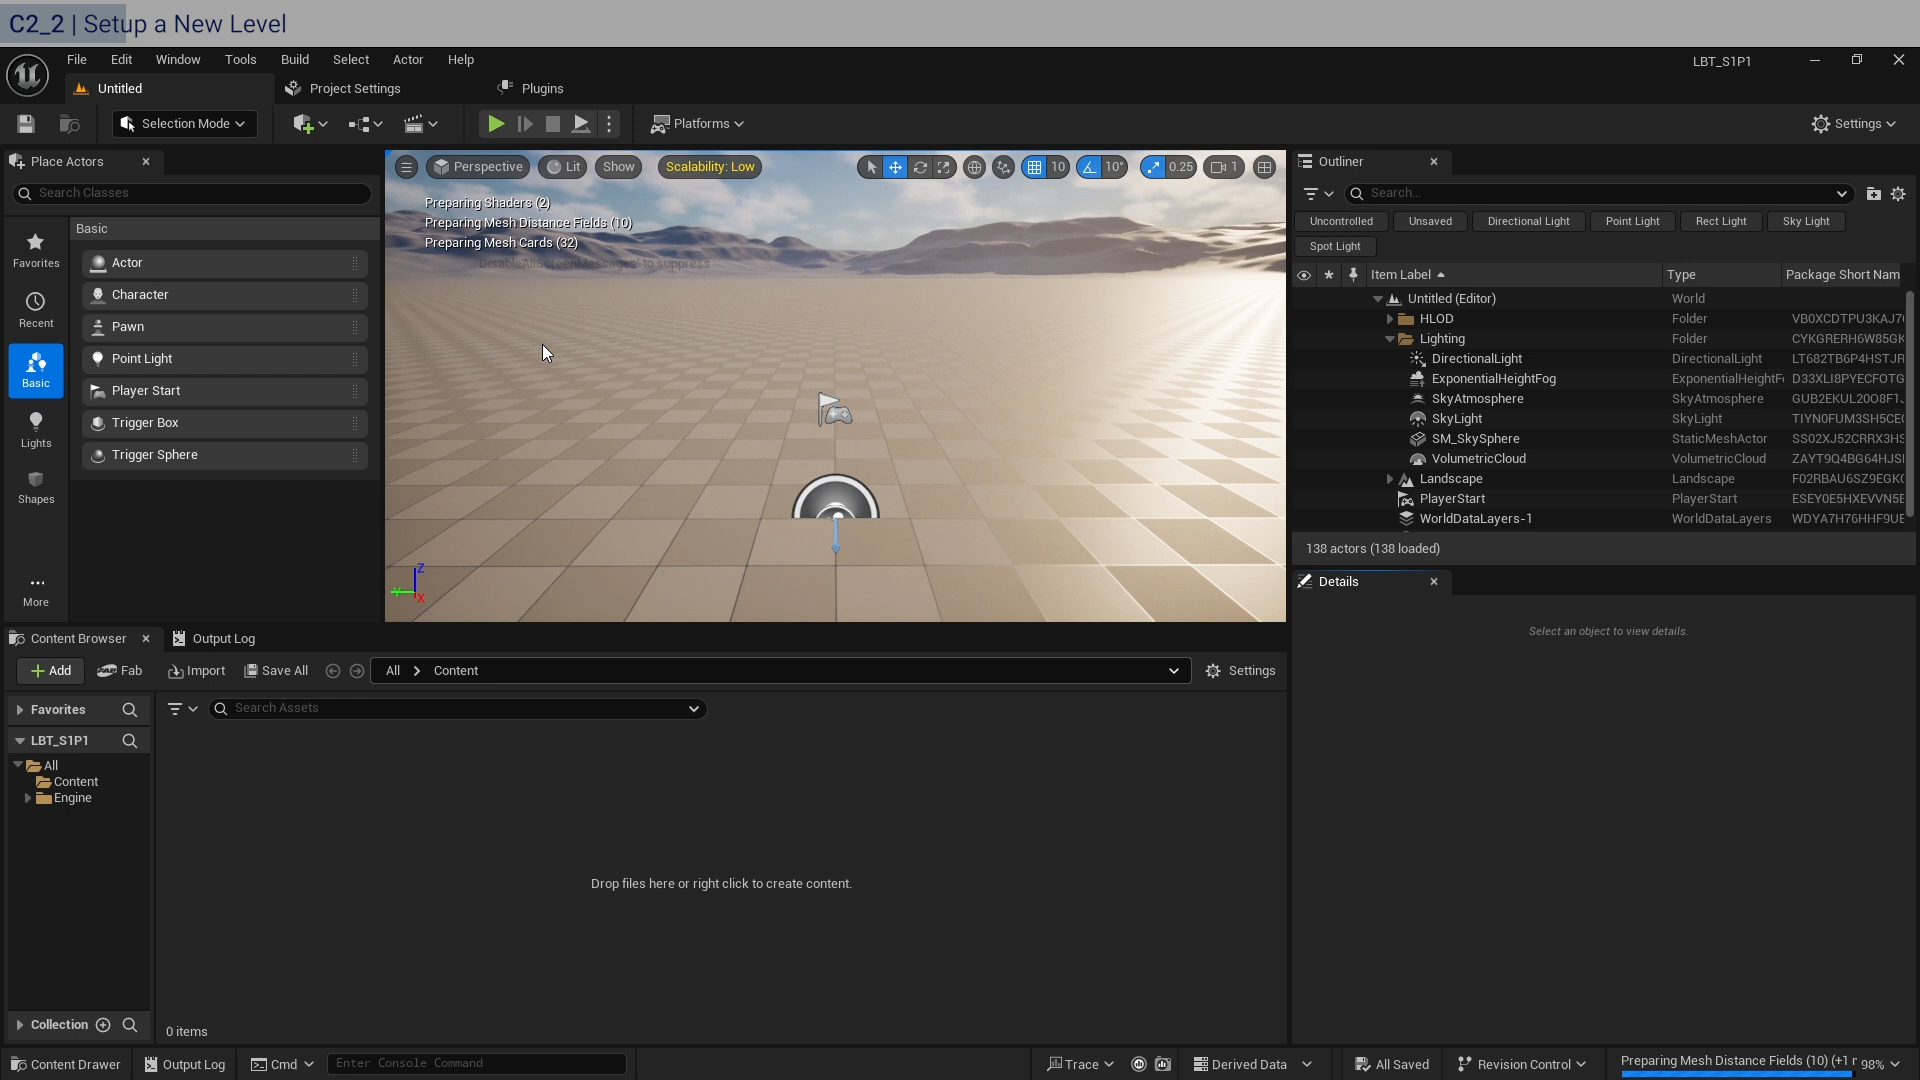 C2_2 | Setup a New Level
File Edit Window Tools Build Select Actor Help
LBT_S1P1
Untitled
Project Settings
Plugins
Selection Mode
Platforms
Settings
Place Actors
Search Classes
Favorites
Recent
Basic
Lights
Shapes
More
Basic
Actor
Character
Pawn
Point Light
Player Start
Trigger Box
Trigger Sphere
Perspective Lit Show Scalability: Low 10 10° 0.25 1
Preparing Shaders (2)
Preparing Mesh Distance Fields (10)
Preparing Mesh Cards (32)
'DisableAllScreenMessages' to suppress
Z
Y
X
Outliner
Search...
Uncontrolled Unsaved Directional Light Point Light Rect Light Sky Light
Spot Light
Item Label Type Package Short Nam
Untitled (Editor) World
HLOD Folder VB0XCDTPU3KAJ7
Lighting Folder CYKGRERH6W85GK
DirectionalLight DirectionalLight LT682TB6P4HSTJR
ExponentialHeightFog ExponentialHeightF D33XLI8PYECFOTG
SkyAtmosphere SkyAtmosphere GUB2EKUL20O8F1
SkyLight SkyLight TIYN0FUM3SH5CE
SM_SkySphere StaticMeshActor SS02XJ52CRRX3HS
VolumetricCloud VolumetricCloud ZAYT9Q4BG64HJS
Landscape Landscape F02RBAU6SZ9EGK
PlayerStart PlayerStart ESEY0E5HXEVVN5E
WorldDataLayers-1 WorldDataLayers WDYA7H76HHF9UE
138 actors (138 loaded)
Details
Select an object to view details.
Content Browser
Output Log
Add Fab Import Save All All > Content Settings
Favorites
LBT_S1P1
All
Content
Engine
Collection
Search Assets
Drop files here or right click to create content.
0 items
Content Drawer Output Log Cmd Enter Console Command Trace Derived Data All Saved Revision Control Preparing Mesh Distance Fields (10) (+1 r 98%